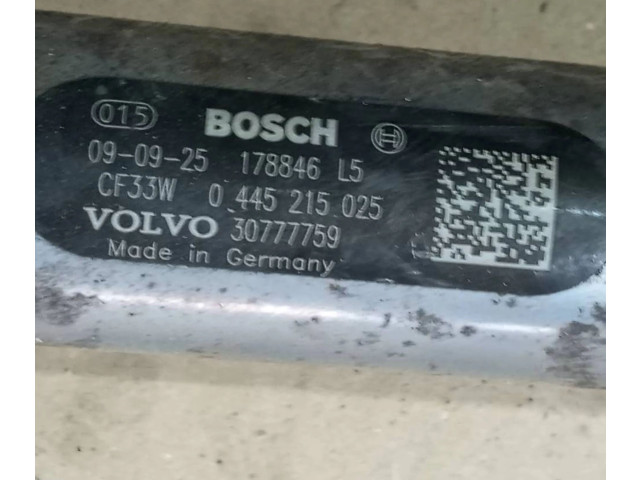 015 BOSCH
09-09-25 178846 L5
CF33W 0 445 215 025
VOLVO 30777759
Made in Germany